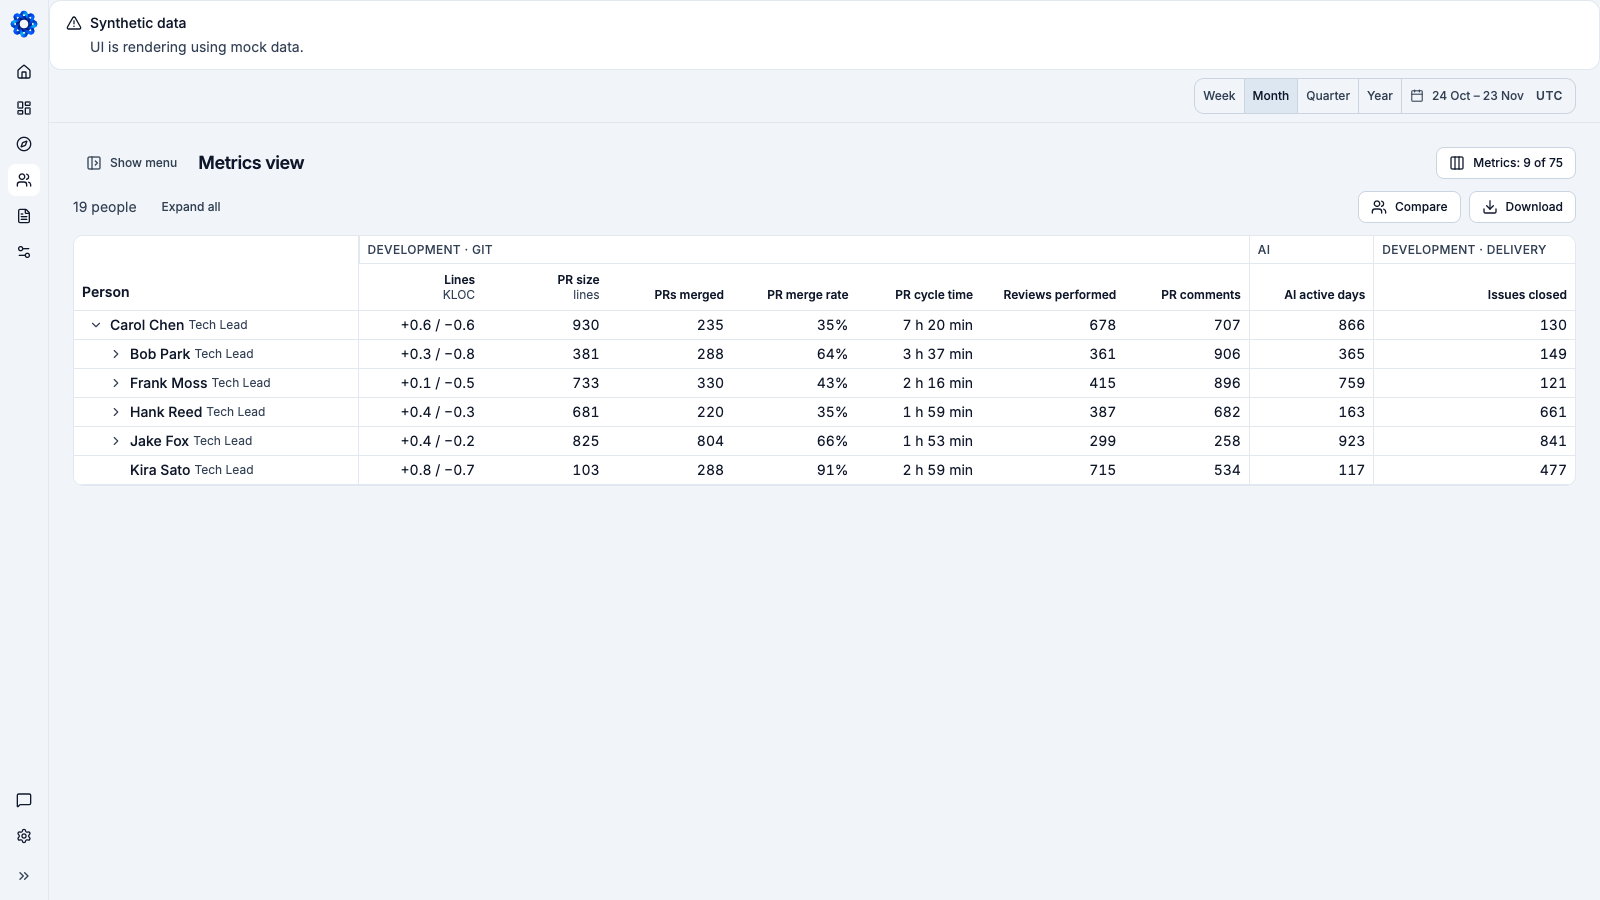 Synthetic data
UI is rendering using mock data.
Week Month Quarter Year 24 Oct – 23 Nov UTC
Show menu Metrics view Metrics: 9 of 75
19 people Expand all Compare Download
DEVELOPMENT · GIT AI DEVELOPMENT · DELIVERY
Person Lines KLOC PR size lines PRs merged PR merge rate PR cycle time Reviews performed PR comments AI active days Issues closed
Carol Chen Tech Lead +0.6 / −0.6 930 235 35% 7 h 20 min 678 707 866 130
Bob Park Tech Lead +0.3 / −0.8 381 288 64% 3 h 37 min 361 906 365 149
Frank Moss Tech Lead +0.1 / −0.5 733 330 43% 2 h 16 min 415 896 759 121
Hank Reed Tech Lead +0.4 / −0.3 681 220 35% 1 h 59 min 387 682 163 661
Jake Fox Tech Lead +0.4 / −0.2 825 804 66% 1 h 53 min 299 258 923 841
Kira Sato Tech Lead +0.8 / −0.7 103 288 91% 2 h 59 min 715 534 117 477